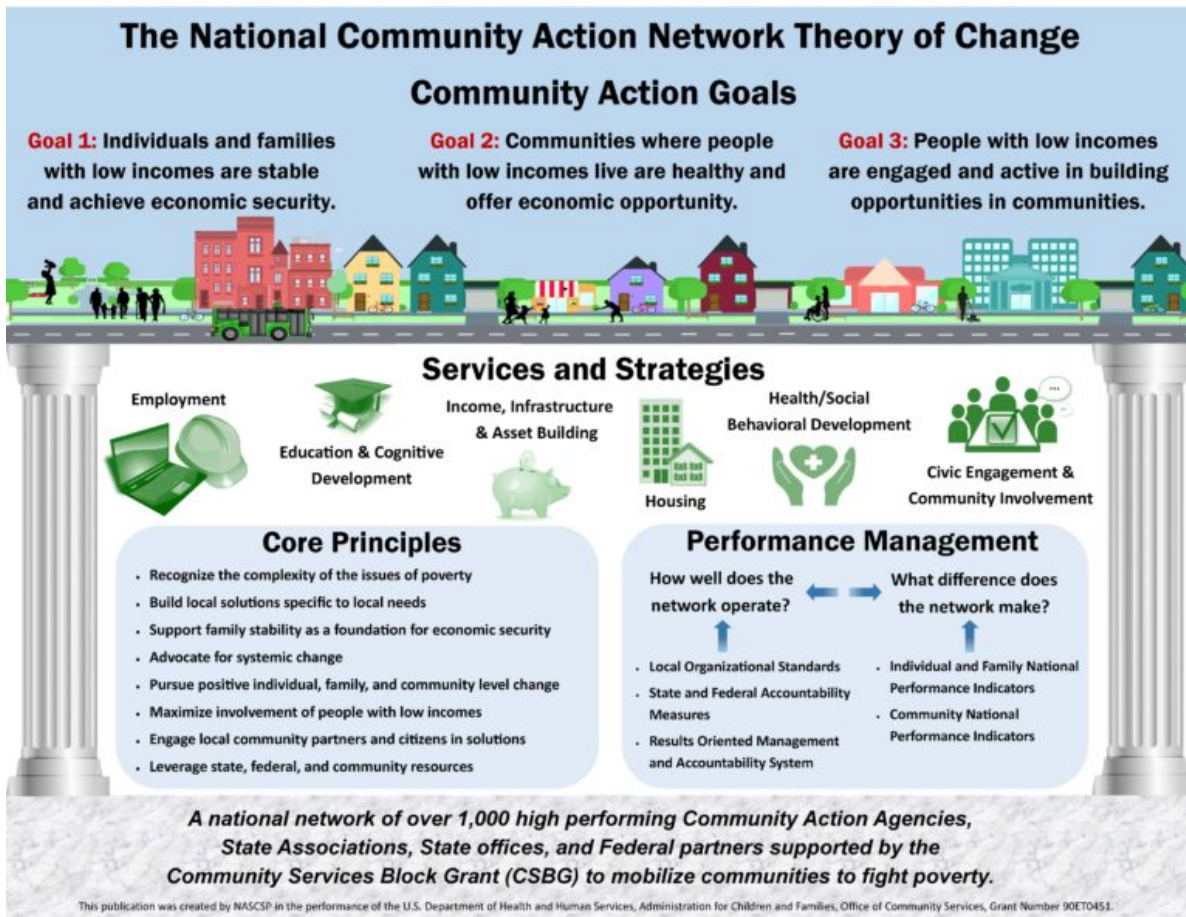 The National Community Action Network Theory of Change
Community Action Goals
Goal 1: Individuals and families
with low incomes are stable
and achieve economic security.
Goal 2: Communities where people
with low incomes live are healthy and
offer economic opportunity.
Goal 3: People with low incomes
are engaged and active in building
opportunities in communities.
Services and Strategies
Employment
Education & Cognitive
Development
Income, Infrastructure
& Asset Building
Housing
Health/Social
Behavioral Development
Civic Engagement &
Community Involvement
Core Principles
• Recognize the complexity of the issues of poverty
• Build local solutions specific to local needs
• Support family stability as a foundation for economic security
• Advocate for systemic change
• Pursue positive individual, family, and community level change
• Maximize involvement of people with low incomes
• Engage local community partners and citizens in solutions
• Leverage state, federal, and community resources
Performance Management
How well does the
network operate?
• Local Organizational Standards
• State and Federal Accountability
Measures
• Results Oriented Management
and Accountability System
What difference does
the network make?
• Individual and Family National
Performance Indicators
• Community National
Performance Indicators
A national network of over 1,000 high performing Community Action Agencies,
State Associations, State offices, and Federal partners supported by the
Community Services Block Grant (CSBG) to mobilize communities to fight poverty.
This publication was created by NASCSP in the performance of the U.S. Department of Health and Human Services, Administration for Children and Families, Office of Community Services, Grant Number 90ET0451.